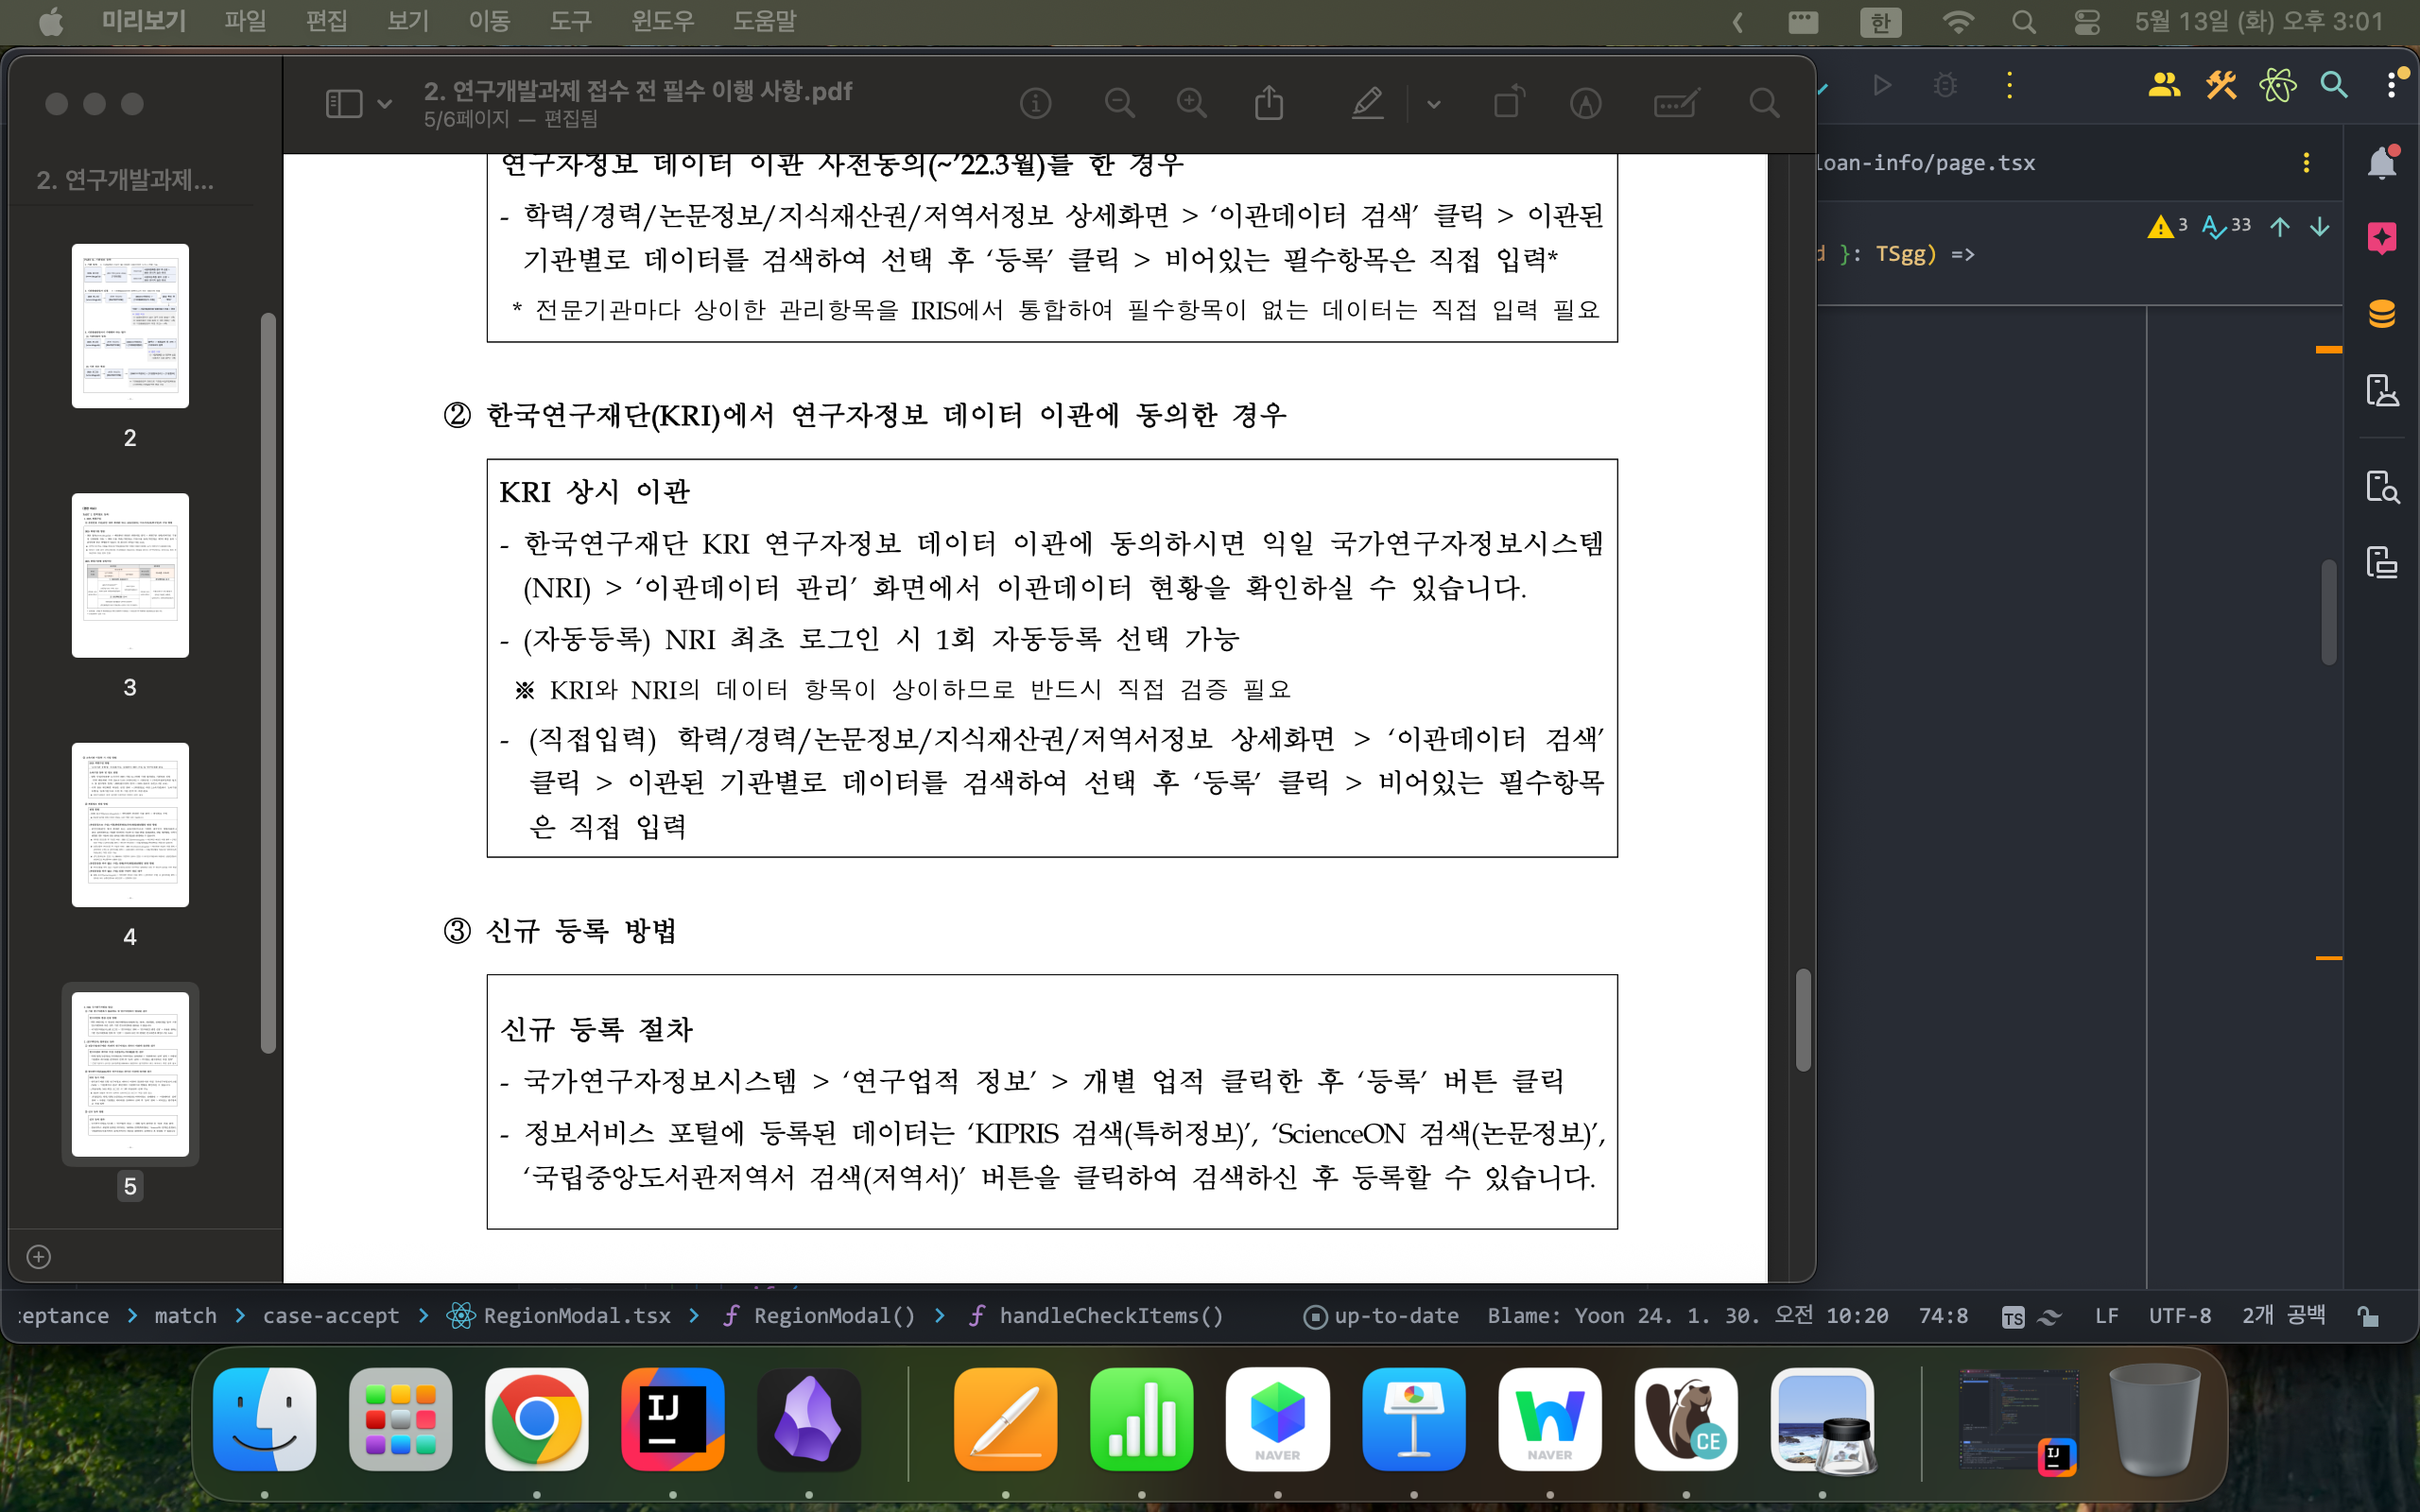 미리보기 파일 편집 보기 이동 도구 윈도우 도움말
한 5월 13일 (화) 오후 3:01
2. 연구개발과제 접수 전 필수 이행 사항.pdf
5/6페이지 — 편집됨
2. 연구개발과제...
2
3
4
5
연구자정보 데이터 이관 사전동의(~’22.3월)를 한 경우
- 학력/경력/논문정보/지식재산권/저역서정보 상세화면 > ‘이관데이터 검색’ 클릭 > 이관된
기관별로 데이터를 검색하여 선택 후 ‘등록’ 클릭 > 비어있는 필수항목은 직접 입력*
* 전문기관마다 상이한 관리항목을 IRIS에서 통합하여 필수항목이 없는 데이터는 직접 입력 필요
② 한국연구재단(KRI)에서 연구자정보 데이터 이관에 동의한 경우
KRI 상시 이관
- 한국연구재단 KRI 연구자정보 데이터 이관에 동의하시면 익일 국가연구자정보시스템
(NRI) > ‘이관데이터 관리’ 화면에서 이관데이터 현황을 확인하실 수 있습니다.
- (자동등록) NRI 최초 로그인 시 1회 자동등록 선택 가능
※ KRI와 NRI의 데이터 항목이 상이하므로 반드시 직접 검증 필요
- (직접입력) 학력/경력/논문정보/지식재산권/저역서정보 상세화면 > ‘이관데이터 검색’
클릭 > 이관된 기관별로 데이터를 검색하여 선택 후 ‘등록’ 클릭 > 비어있는 필수항목
은 직접 입력
③ 신규 등록 방법
신규 등록 절차
- 국가연구자정보시스템 > ‘연구업적 정보’ > 개별 업적 클릭한 후 ‘등록’ 버튼 클릭
- 정보서비스 포털에 등록된 데이터는 ‘KIPRIS 검색(특허정보)’, ‘ScienceON 검색(논문정보)’,
‘국립중앙도서관저역서 검색(저역서)’ 버튼을 클릭하여 검색하신 후 등록할 수 있습니다.
loan-info/page.tsx
3 33
d }: TSgg) =>
ceptance > match > case-accept > RegionModal.tsx > f RegionModal() > f handleCheckItems()
up-to-date Blame: Yoon 24. 1. 30. 오전 10:20 74:8 TS LF UTF-8 2개 공백
IJ
NAVER
NAVER
CE
IJ